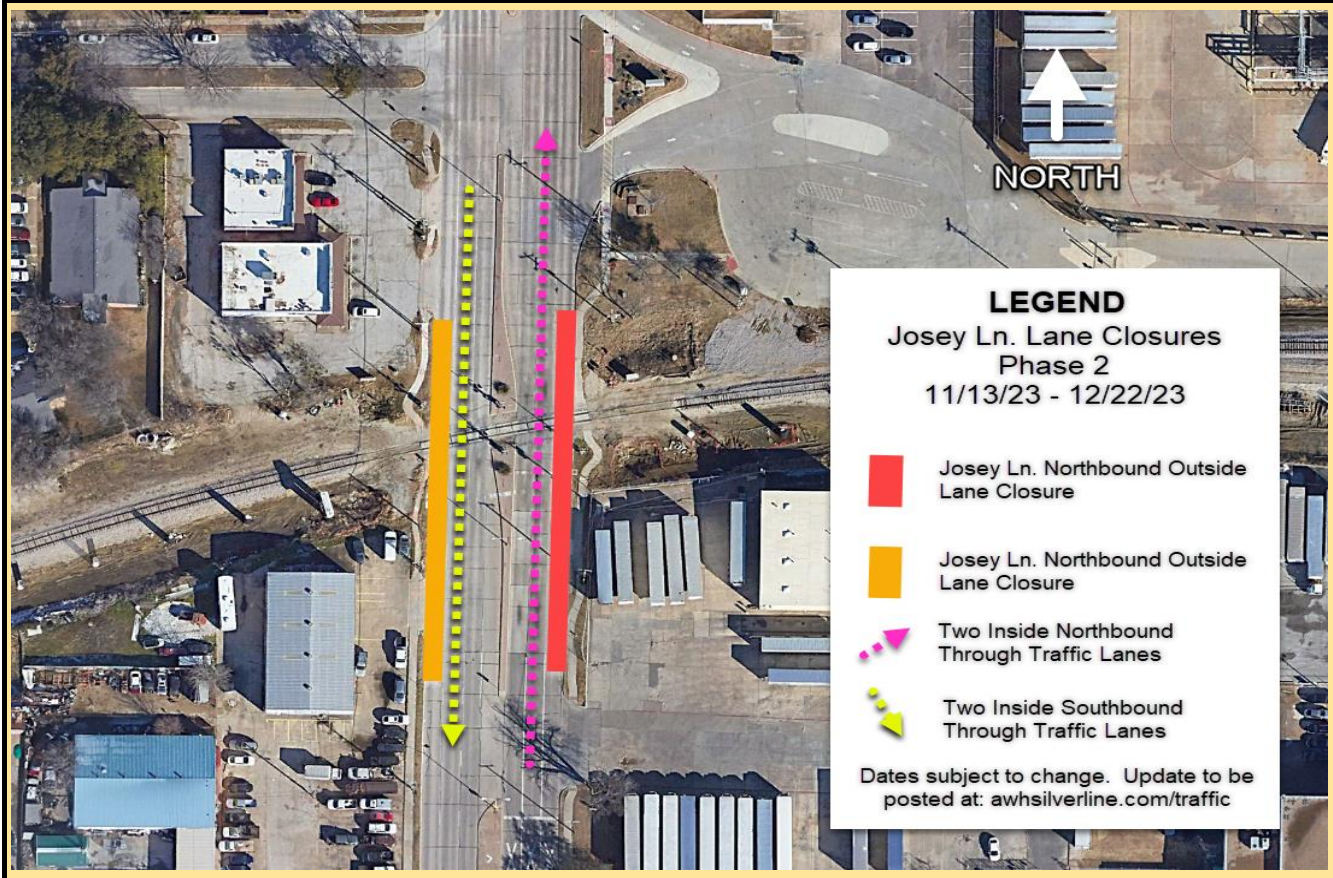 NORTH
LEGEND
Josey Ln. Lane Closures
Phase 2
11/13/23 - 12/22/23
Josey Ln. Northbound Outside
Lane Closure
Josey Ln. Northbound Outside
Lane Closure
Two Inside Northbound
Through Traffic Lanes
Two Inside Southbound
Through Traffic Lanes
Dates subject to change. Update to be
posted at: awhsilverline.com/traffic